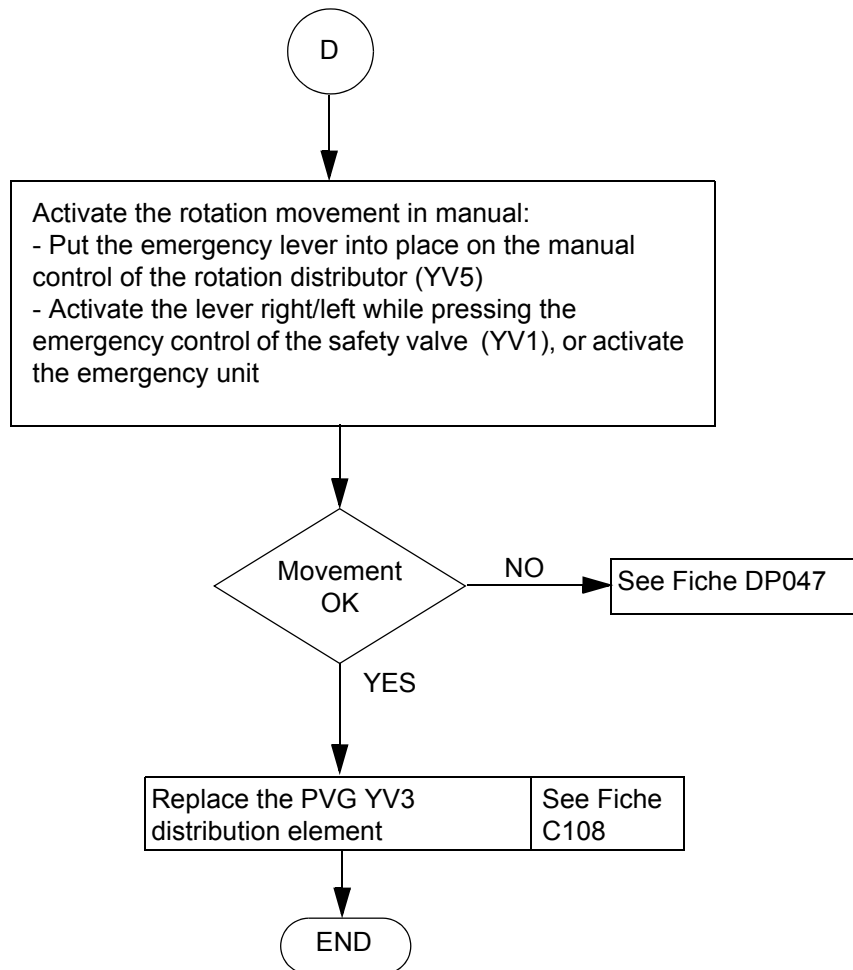 D
Activate the rotation movement in manual:
- Put the emergency lever into place on the manual
control of the rotation distributor (YV5)
- Activate the lever right/left while pressing the
emergency control of the safety valve (YV1), or activate
the emergency unit
Movement
OK
NO
See Fiche DP047
YES
Replace the PVG YV3
distribution element
See Fiche
C108
END